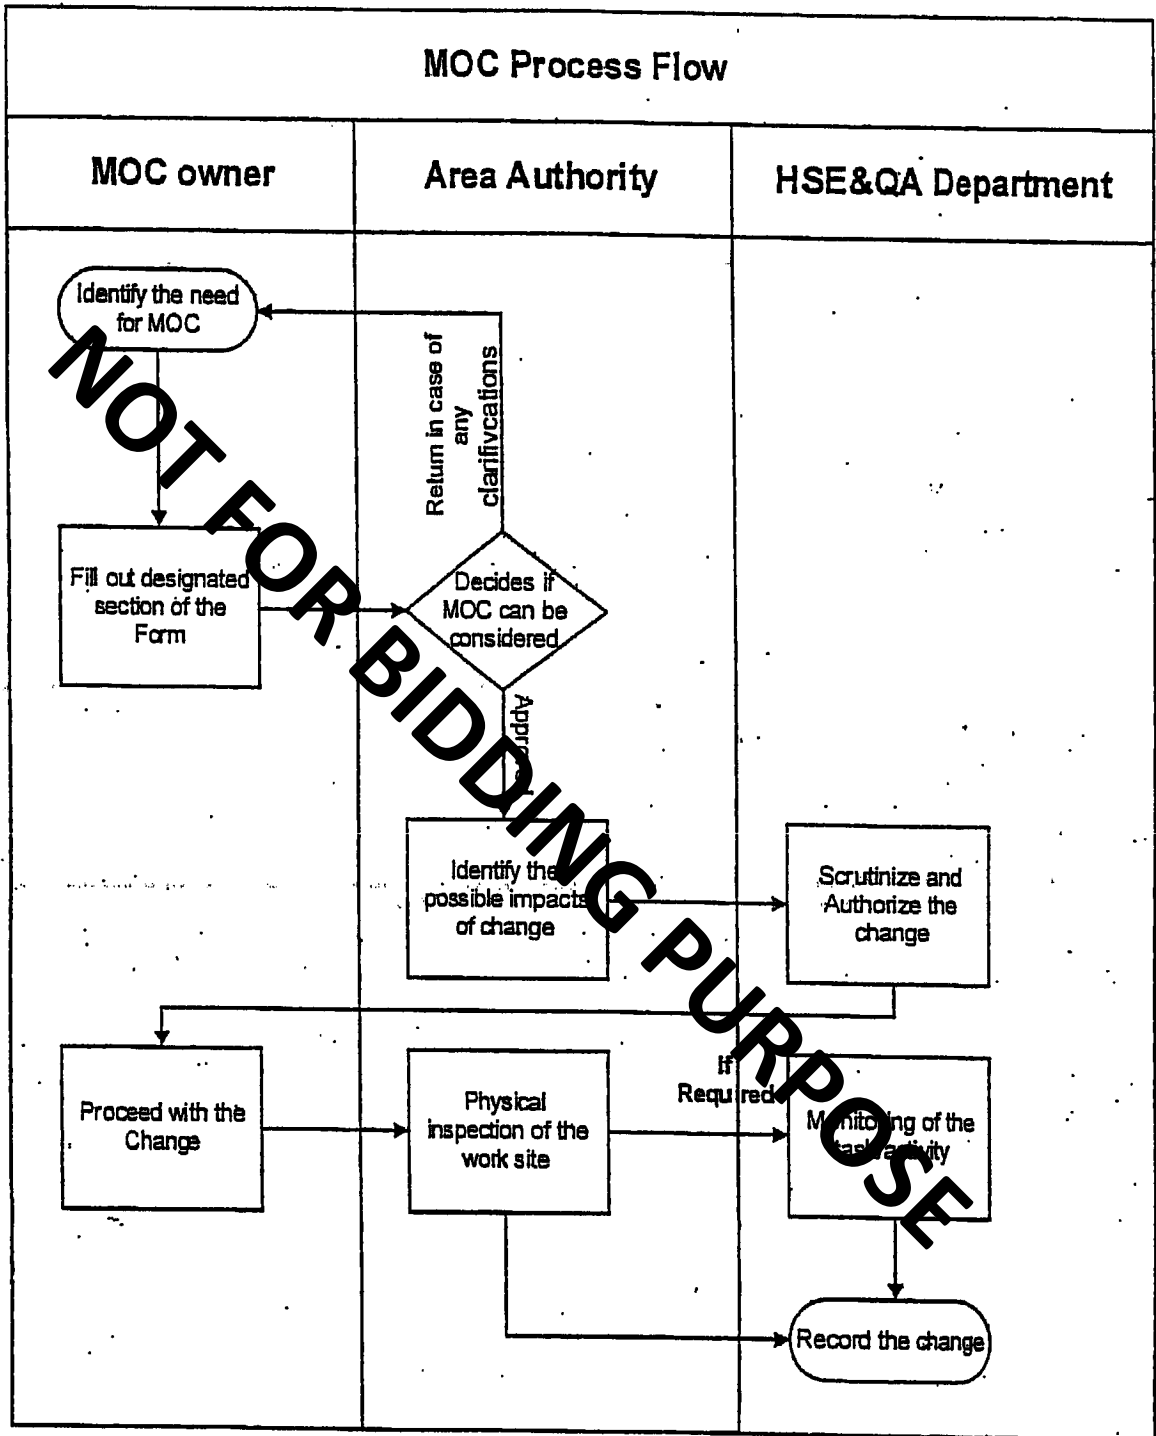 MOC Process Flow
MOC owner
Area Authority
HSE&QA Department
Identify the need
for MOC
Return in case of
any
clarifivcations
Fill out designated
section of the
Form
Decides if
MOC can be
considered
Identify the
possible impacts
of change
Scrutinize and
Authorize the
change
Proceed with the
Change
Physical
inspection of the
work site
If
Required
Monitoring of the
Record the change
NOT FOR BIDDING PURPOSE